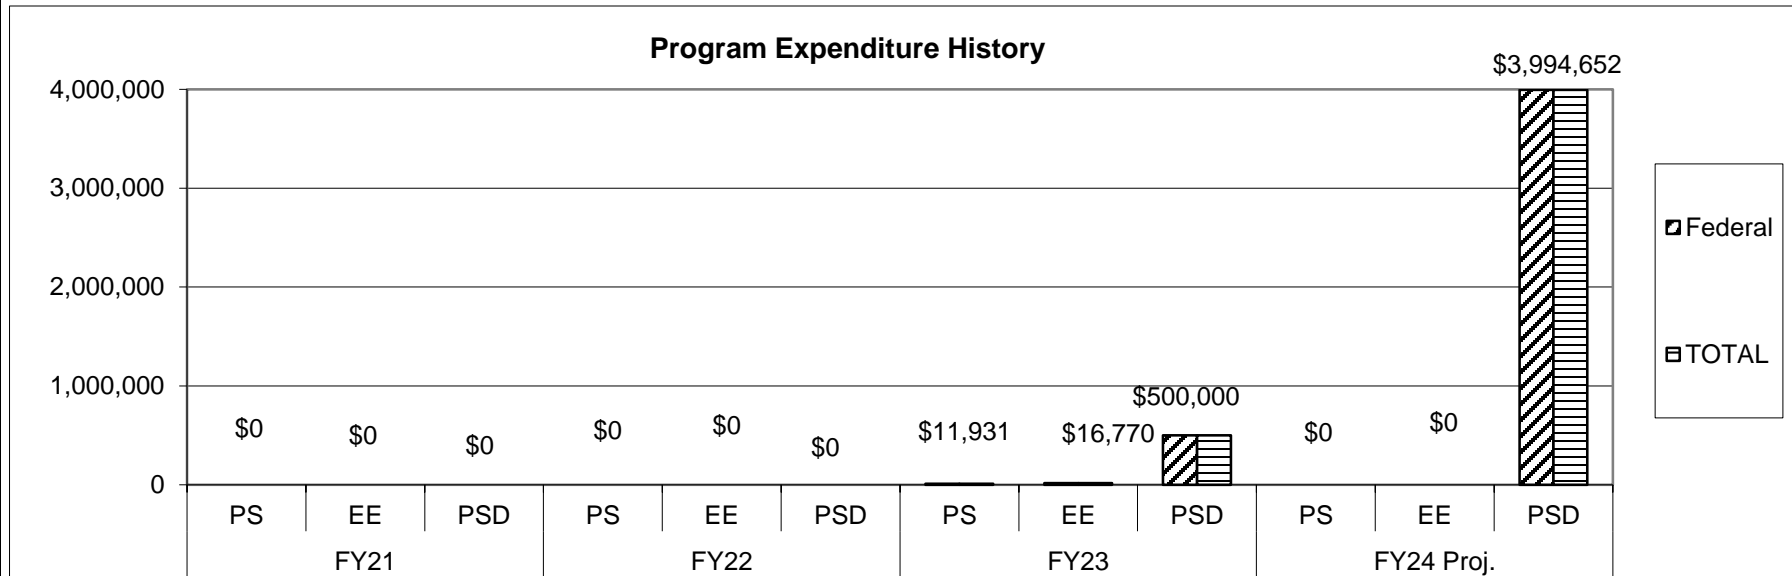 Program Expenditure History
$3,994,652
4,000,000
3,000,000
2,000,000
1,000,000
0
$0 $0 $0 $0 $0 $0 $11,931 $16,770 $500,000 $0 $0
PS EE PSD PS EE PSD PS EE PSD PS EE PSD
FY21 FY22 FY23 FY24 Proj.
Federal
TOTAL